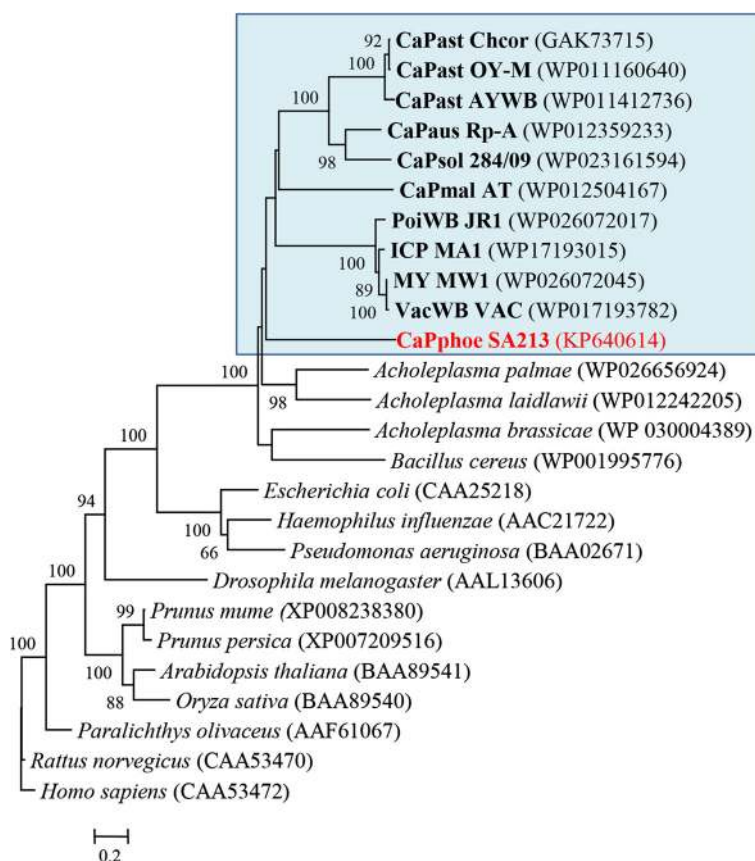 92
CaPast Chcor (GAK73715)
100
CaPast OY-M (WP011160640)
100
CaPast AYWB (WP011412736)
CaPaus Rp-A (WP012359233)
98
CaPsol 284/09 (WP023161594)
CaPmal AT (WP012504167)
PoiWB JR1 (WP026072017)
100
ICP MA1 (WP17193015)
89
MY MW1 (WP026072045)
100
VacWB VAC (WP017193782)
CaPphoe SA213 (KP640614)
100
Acholeplasma palmae (WP026656924)
98
Acholeplasma laidlawii (WP012242205)
100
Acholeplasma brassicae (WP 030004389)
Bacillus cereus (WP001995776)
94
Escherichia coli (CAA25218)
100
Haemophilus influenzae (AAC21722)
66
Pseudomonas aeruginosa (BAA02671)
100
Drosophila melanogaster (AAL13606)
99
Prunus mume (XP008238380)
100
Prunus persica (XP007209516)
100
Arabidopsis thaliana (BAA89541)
88
Oryza sativa (BAA89540)
Paralichthys olivaceus (AAF61067)
Rattus norvegicus (CAA53470)
Homo sapiens (CAA53472)
0.2